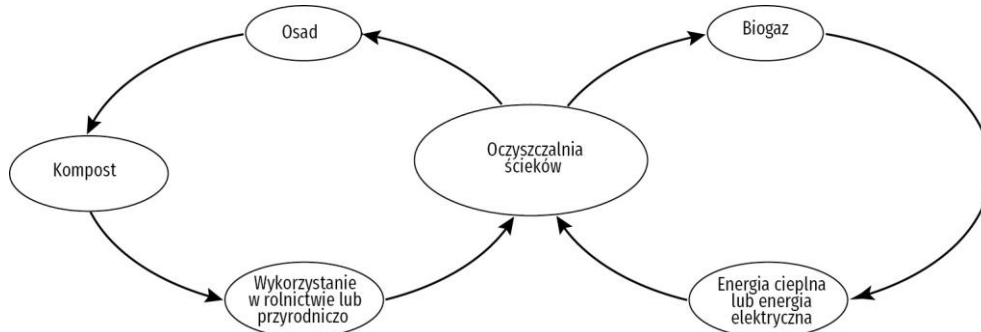 Osad
Biogaz
Oczyszczalnia
ścieków
Kompost
Wykorzystanie
w rolnictwie lub
przyrodniczo
Energia cieplna
lub energia
elektryczna